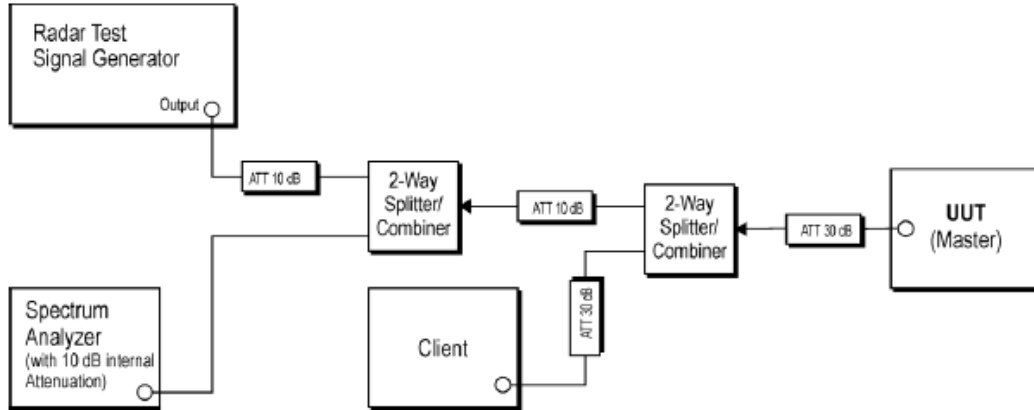 Radar Test
Signal Generator
Output
ATT 10 dB
2-Way
Splitter/
Combiner
ATT 10 dB
2-Way
Splitter/
Combiner
ATT 30 dB
UUT
(Master)
Spectrum
Analyzer
(with 10 dB internal
Attenuation)
Client
ATT 30 dB